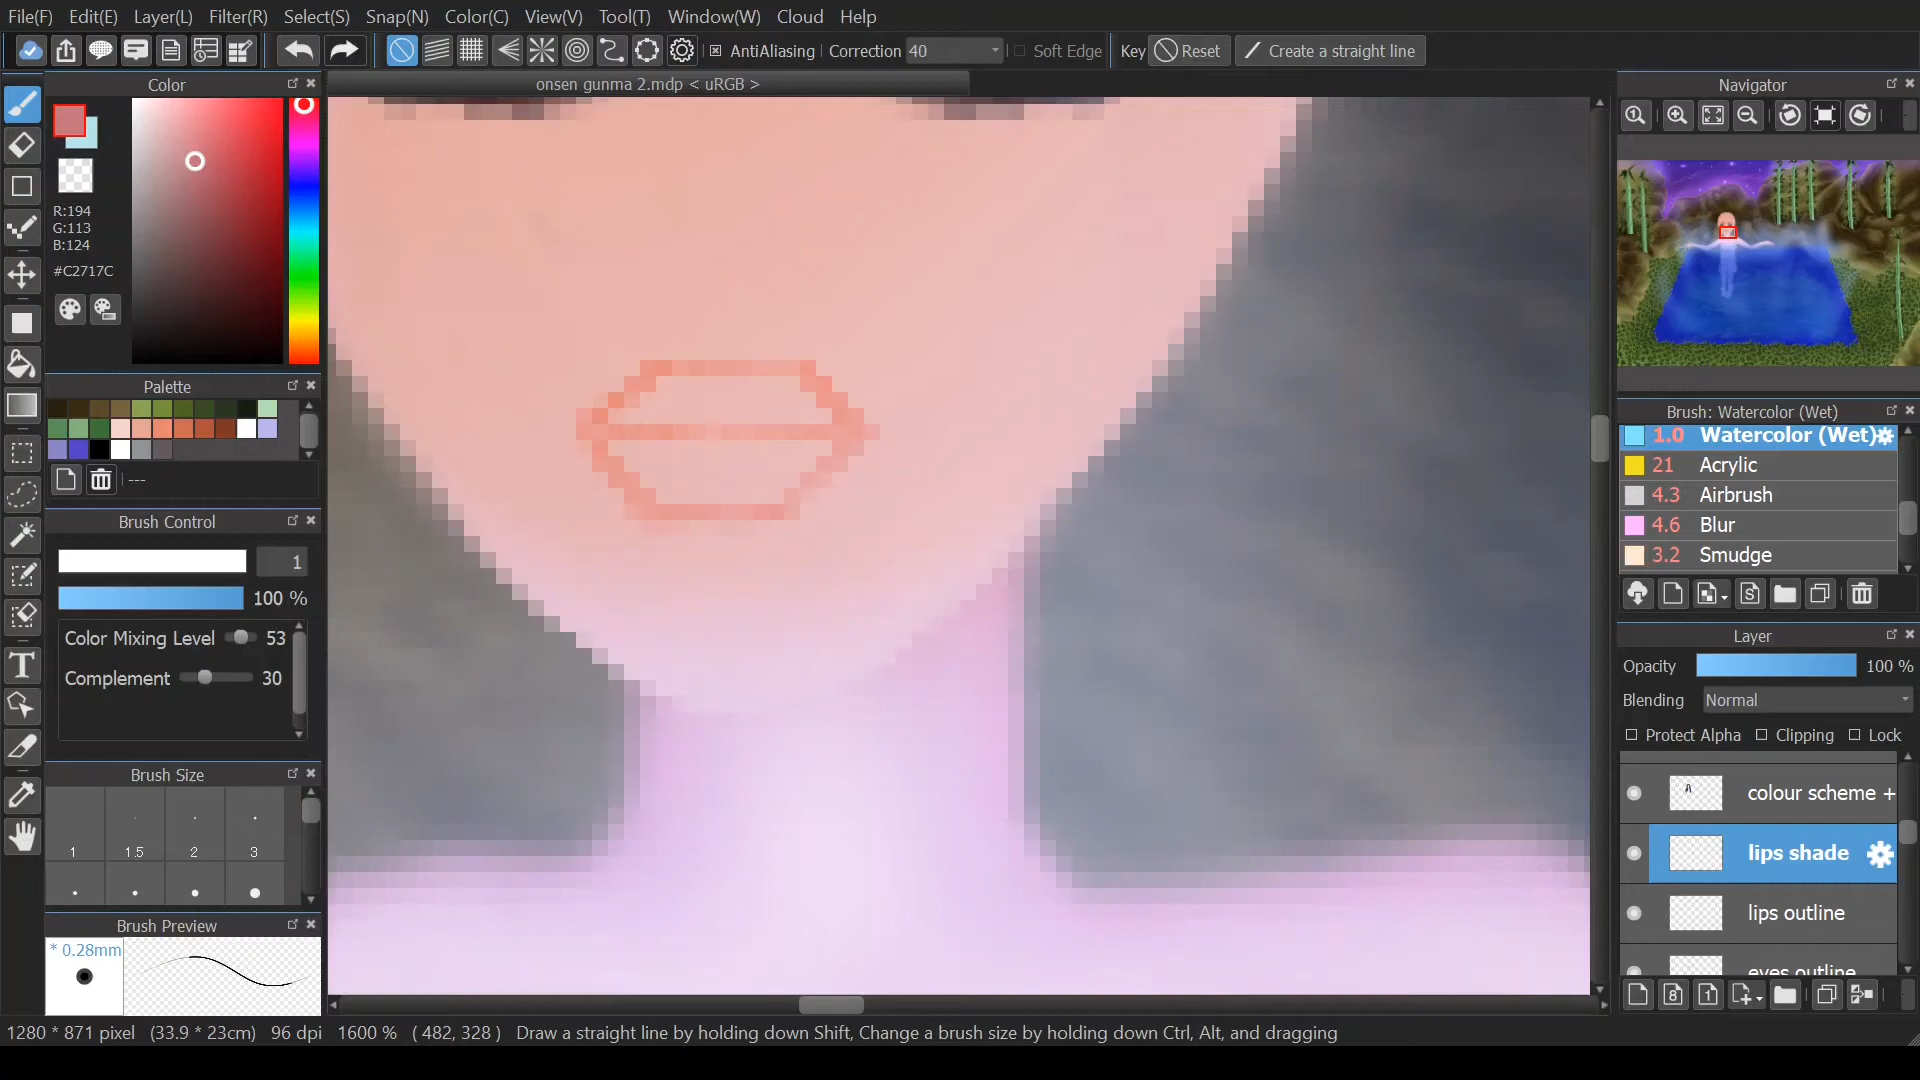 File(F) Edit(E) Layer(L) Filter(R) Select(S) Snap(N) Color(C) View(V) Tool(T) Window(W) Cloud Help
AntiAliasing Correction 40 Soft Edge Key Reset Create a straight line
Color
onsen gunma 2.mdp < uRGB >
Navigator
R:194
G:113
B:124
#C2717C
Palette
---
Brush: Watercolor (Wet)
1.0 Watercolor (Wet)
21 Acrylic
4.3 Airbrush
4.6 Blur
3.2 Smudge
Brush Control
1
100 %
Color Mixing Level 53
Complement 30
Layer
Opacity 100 %
Blending Normal
Protect Alpha Clipping Lock
colour scheme +
lips shade
lips outline
eyes outline
Brush Size
1 1.5 2 3
Brush Preview
* 0.28mm
1280 * 871 pixel (33.9 * 23cm) 96 dpi 1600 % ( 482, 328 ) Draw a straight line by holding down Shift, Change a brush size by holding down Ctrl, Alt, and dragging